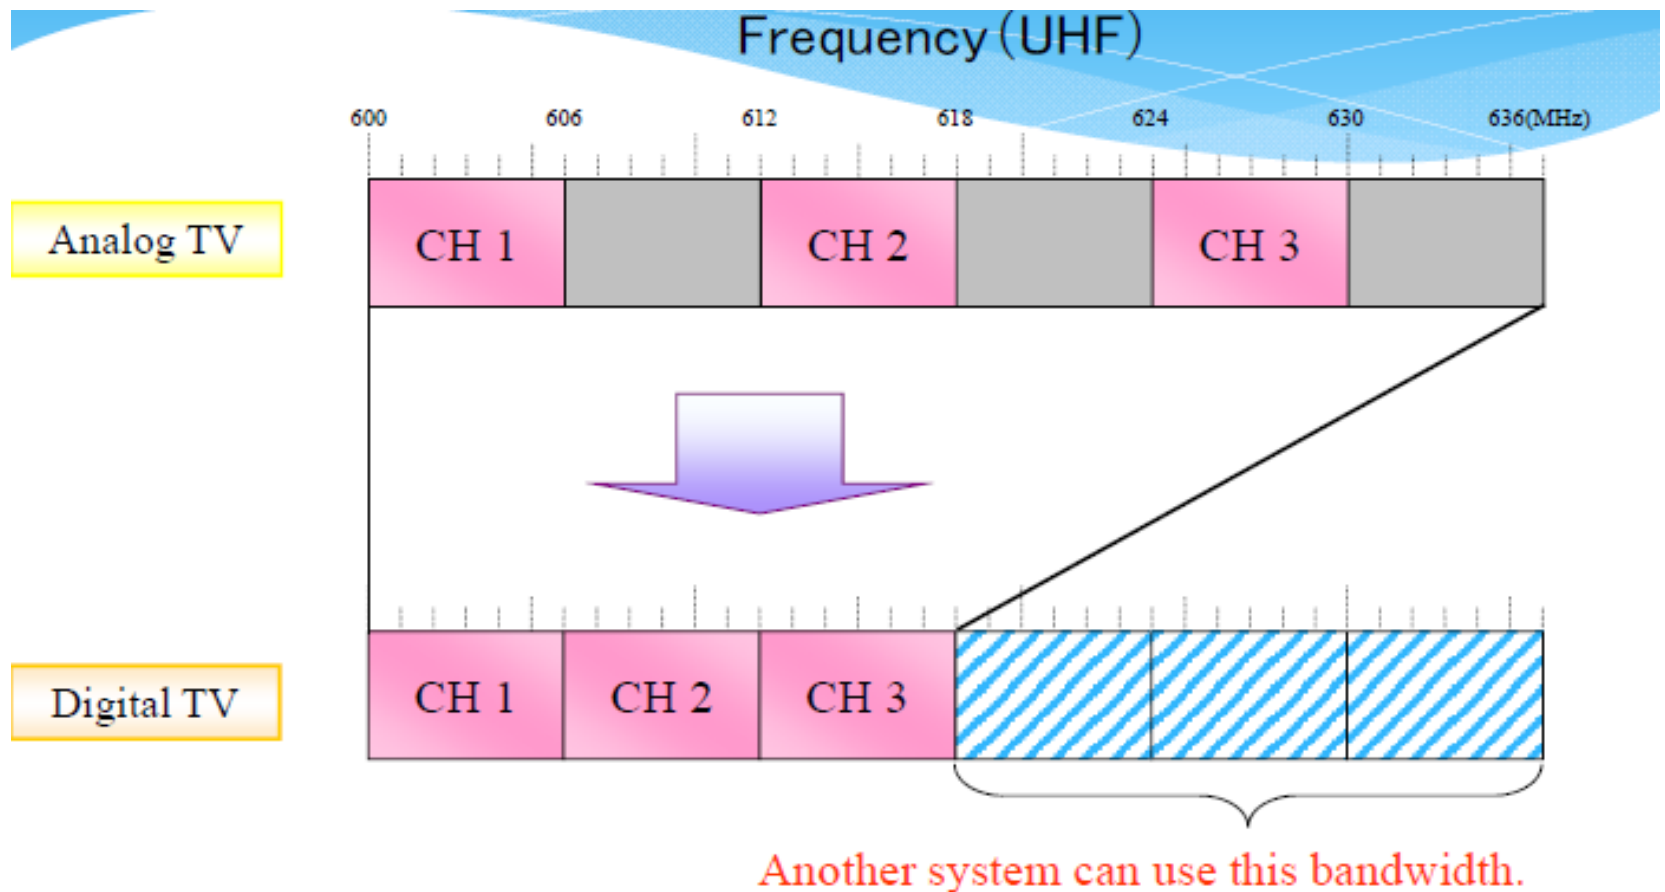 Frequency(UHF)
600 606 612 618 624 630 636(MHz)
Analog TV CH 1 CH 2 CH 3
Digital TV CH 1 CH 2 CH 3
Another system can use this bandwidth.